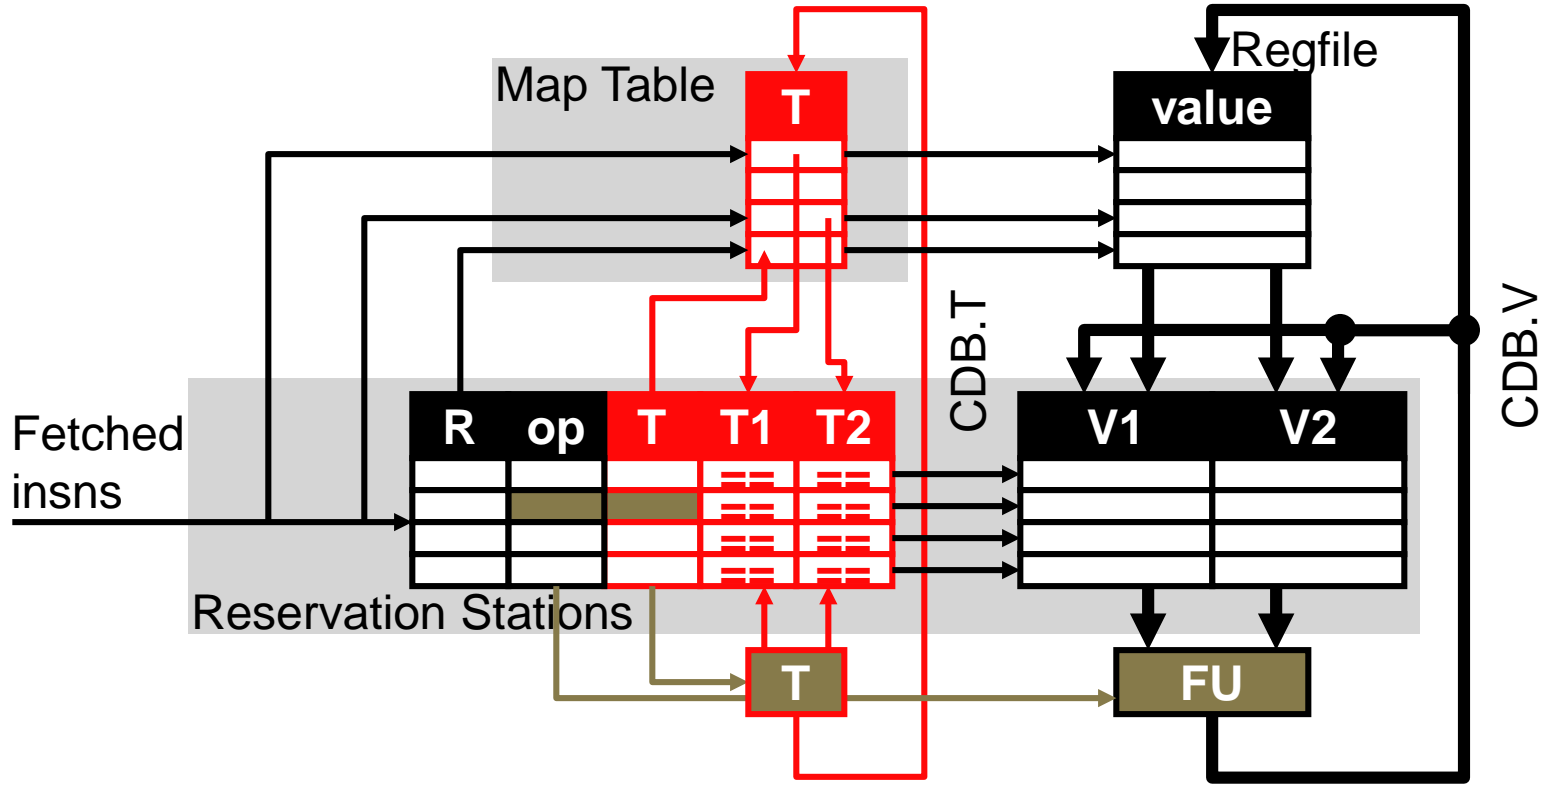 Regfile
Map Table
T
value
CDB.T
CDB.V
Fetched
insns
R
op
T
T1
T2
V1
V2
== ==
== ==
== ==
== ==
Reservation Stations
T
FU